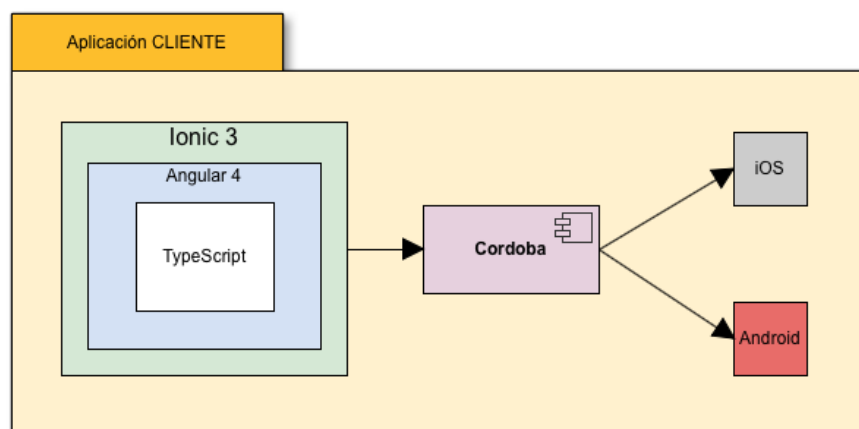 Aplicación CLIENTE
Ionic 3
Angular 4
TypeScript
Cordoba
iOS
Android